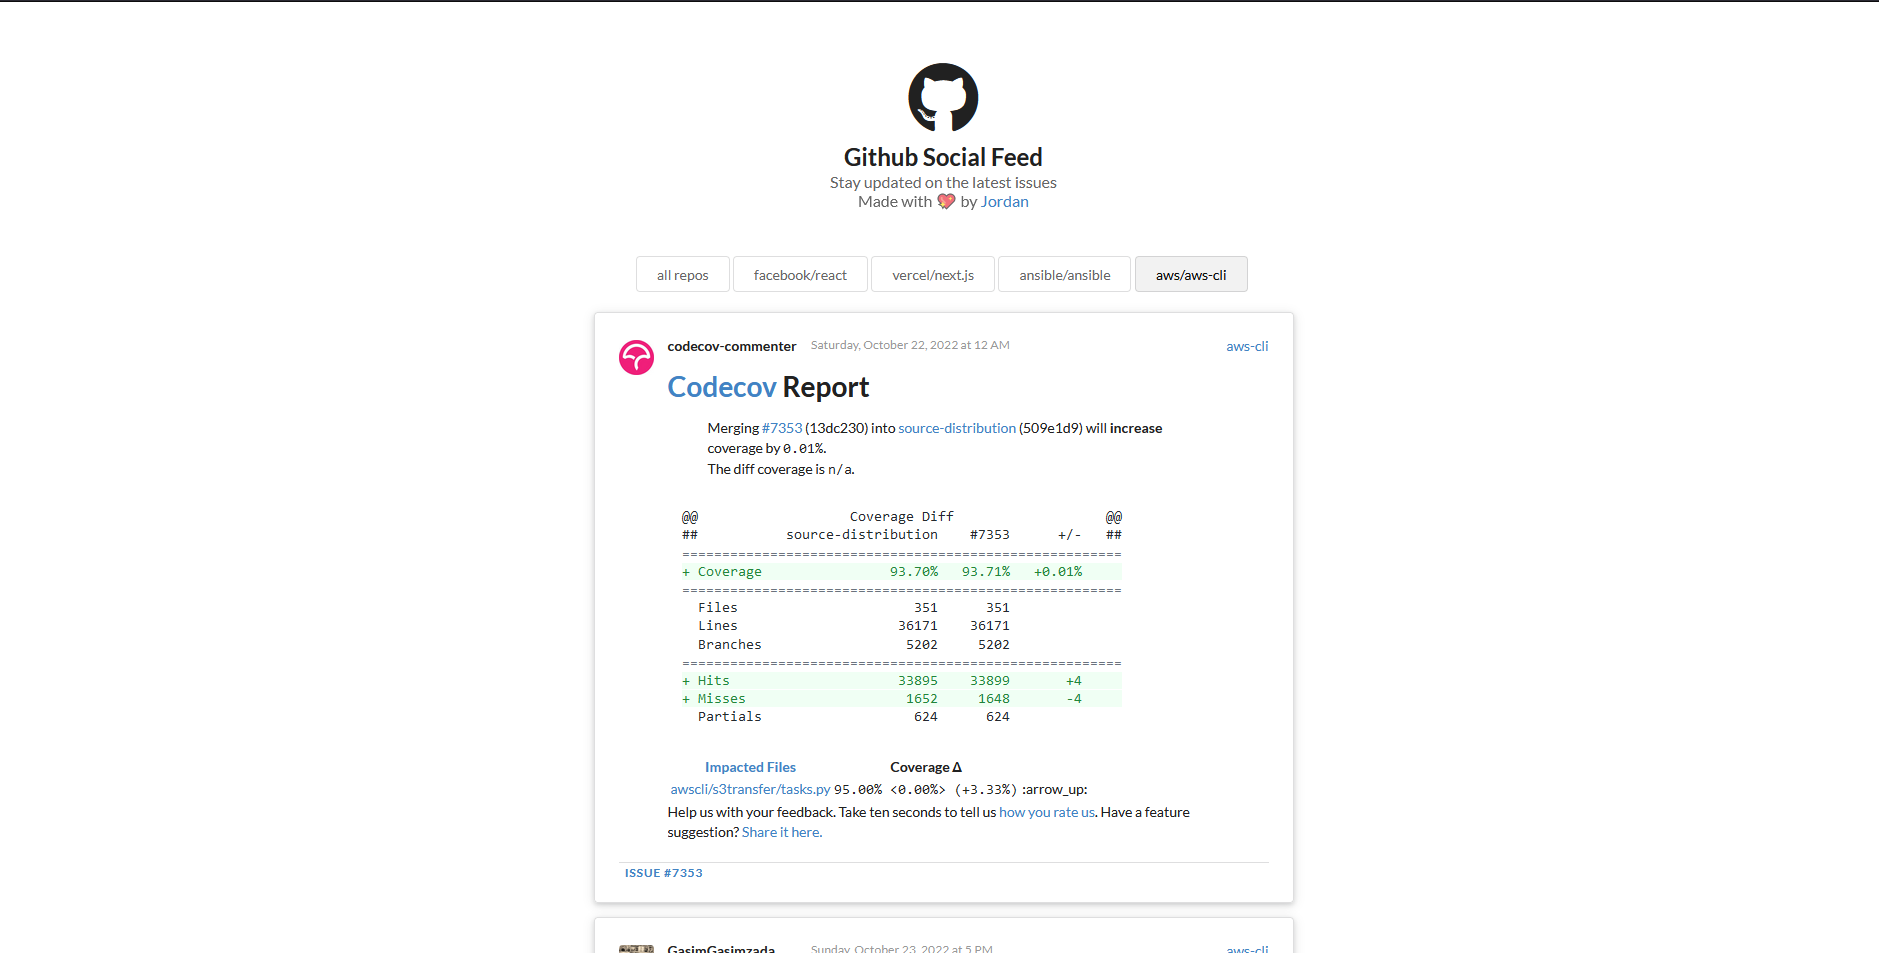 Github Social Feed
Stay updated on the latest issues
Made with 💖 by Jordan
all repos facebook/react vercel/next.js ansible/ansible aws/aws-cli
codecov-commenter Saturday, October 22, 2022 at 12 AM aws-cli
Codecov Report
Merging #7353 (13dc230) into source-distribution (509e1d9) will increase
coverage by 0.01%.
The diff coverage is n/a.
@@ Coverage Diff @@
## source-distribution #7353 +/- ##
=======================================================
+ Coverage 93.70% 93.71% +0.01%
=======================================================
Files 351 351
Lines 36171 36171
Branches 5202 5202
=======================================================
+ Hits 33895 33899 +4
+ Misses 1652 1648 -4
Partials 624 624
Impacted Files Coverage Δ
awscli/s3transfer/tasks.py 95.00% <0.00%> (+3.33%) :arrow_up:
Help us with your feedback. Take ten seconds to tell us how you rate us. Have a feature
suggestion? Share it here.
ISSUE #7353
GasimGasimzada Sunday, October 23, 2022 at 5 PM aws-cli